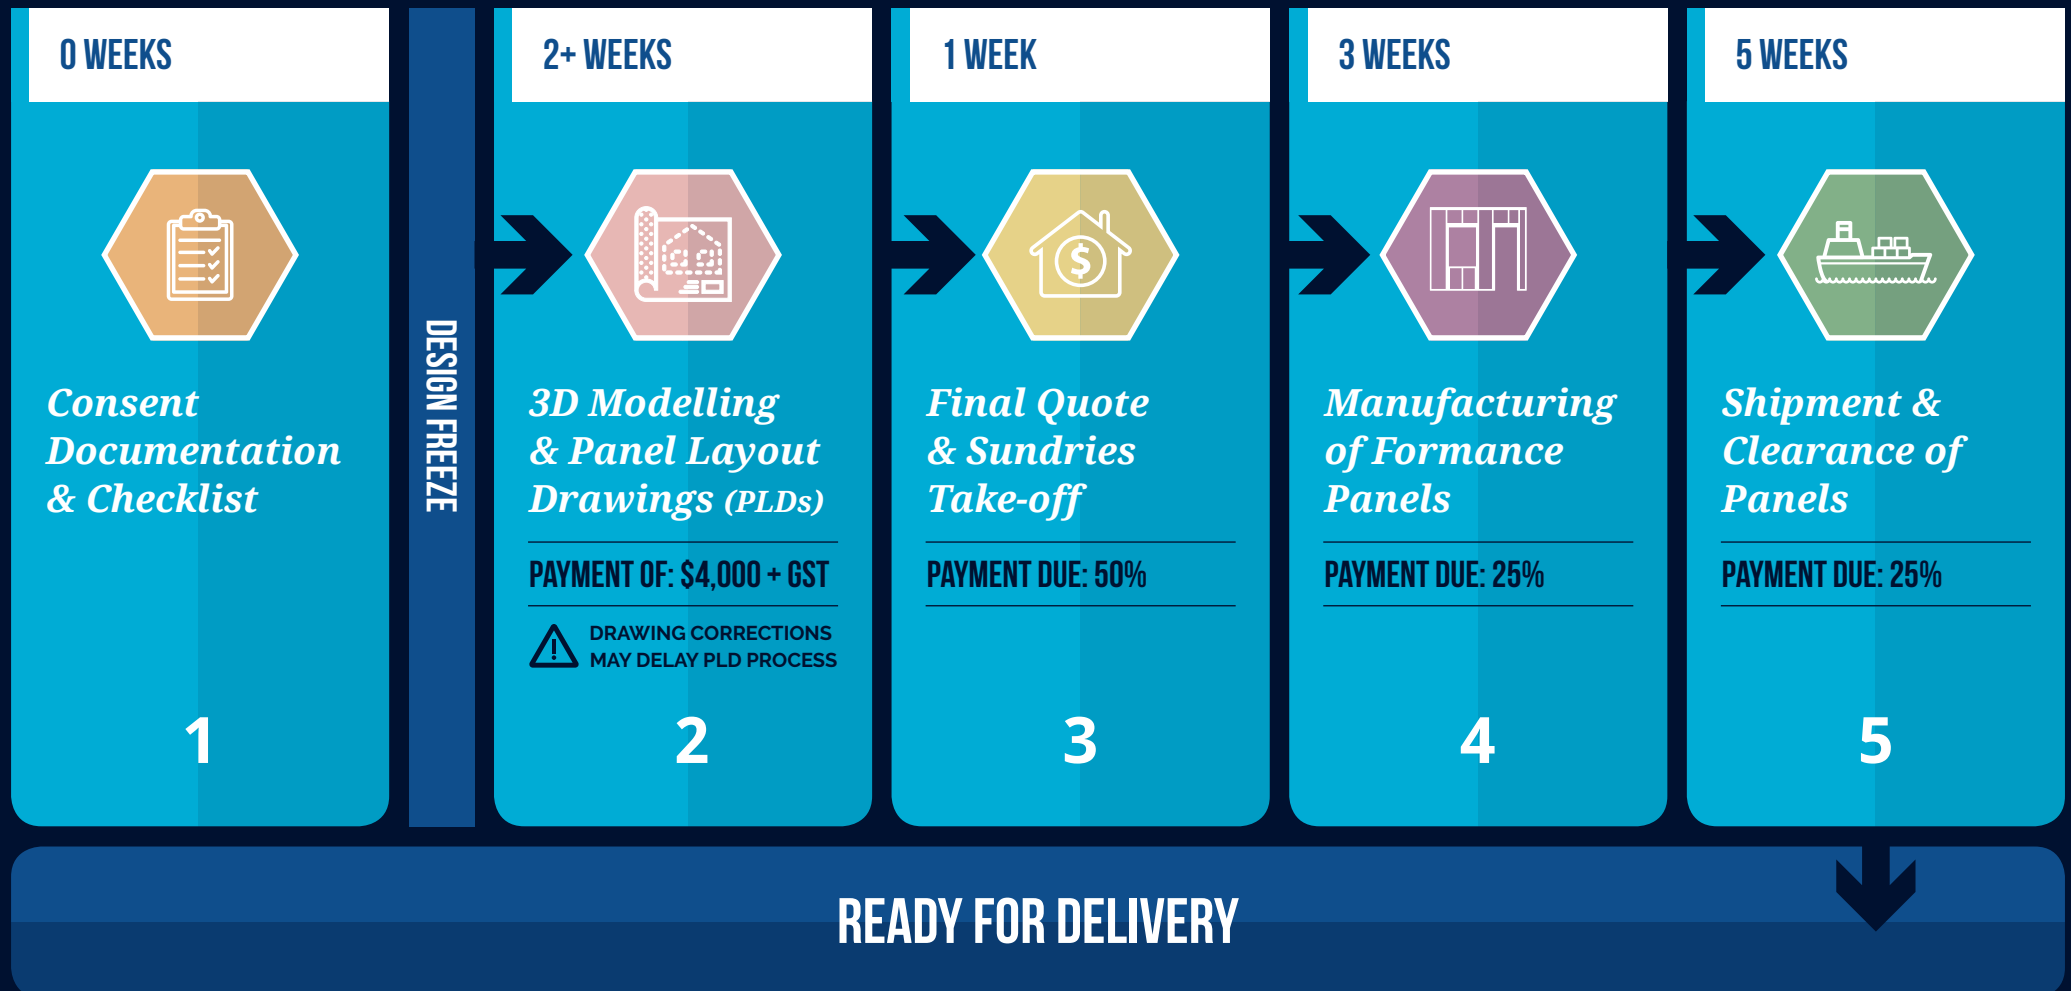 0 WEEKS
Consent
Documentation
& Checklist
1
DESIGN FREEZE
2+ WEEKS
3D Modelling
& Panel Layout
Drawings (PLDs)
PAYMENT OF: $4,000 + GST
DRAWING CORRECTIONS
MAY DELAY PLD PROCESS
2
1 WEEK
$
Final Quote
& Sundries
Take-off
PAYMENT DUE: 50%
3
3 WEEKS
Manufacturing
of Formance
Panels
PAYMENT DUE: 25%
4
5 WEEKS
Shipment &
Clearance of
Panels
PAYMENT DUE: 25%
5
READY FOR DELIVERY